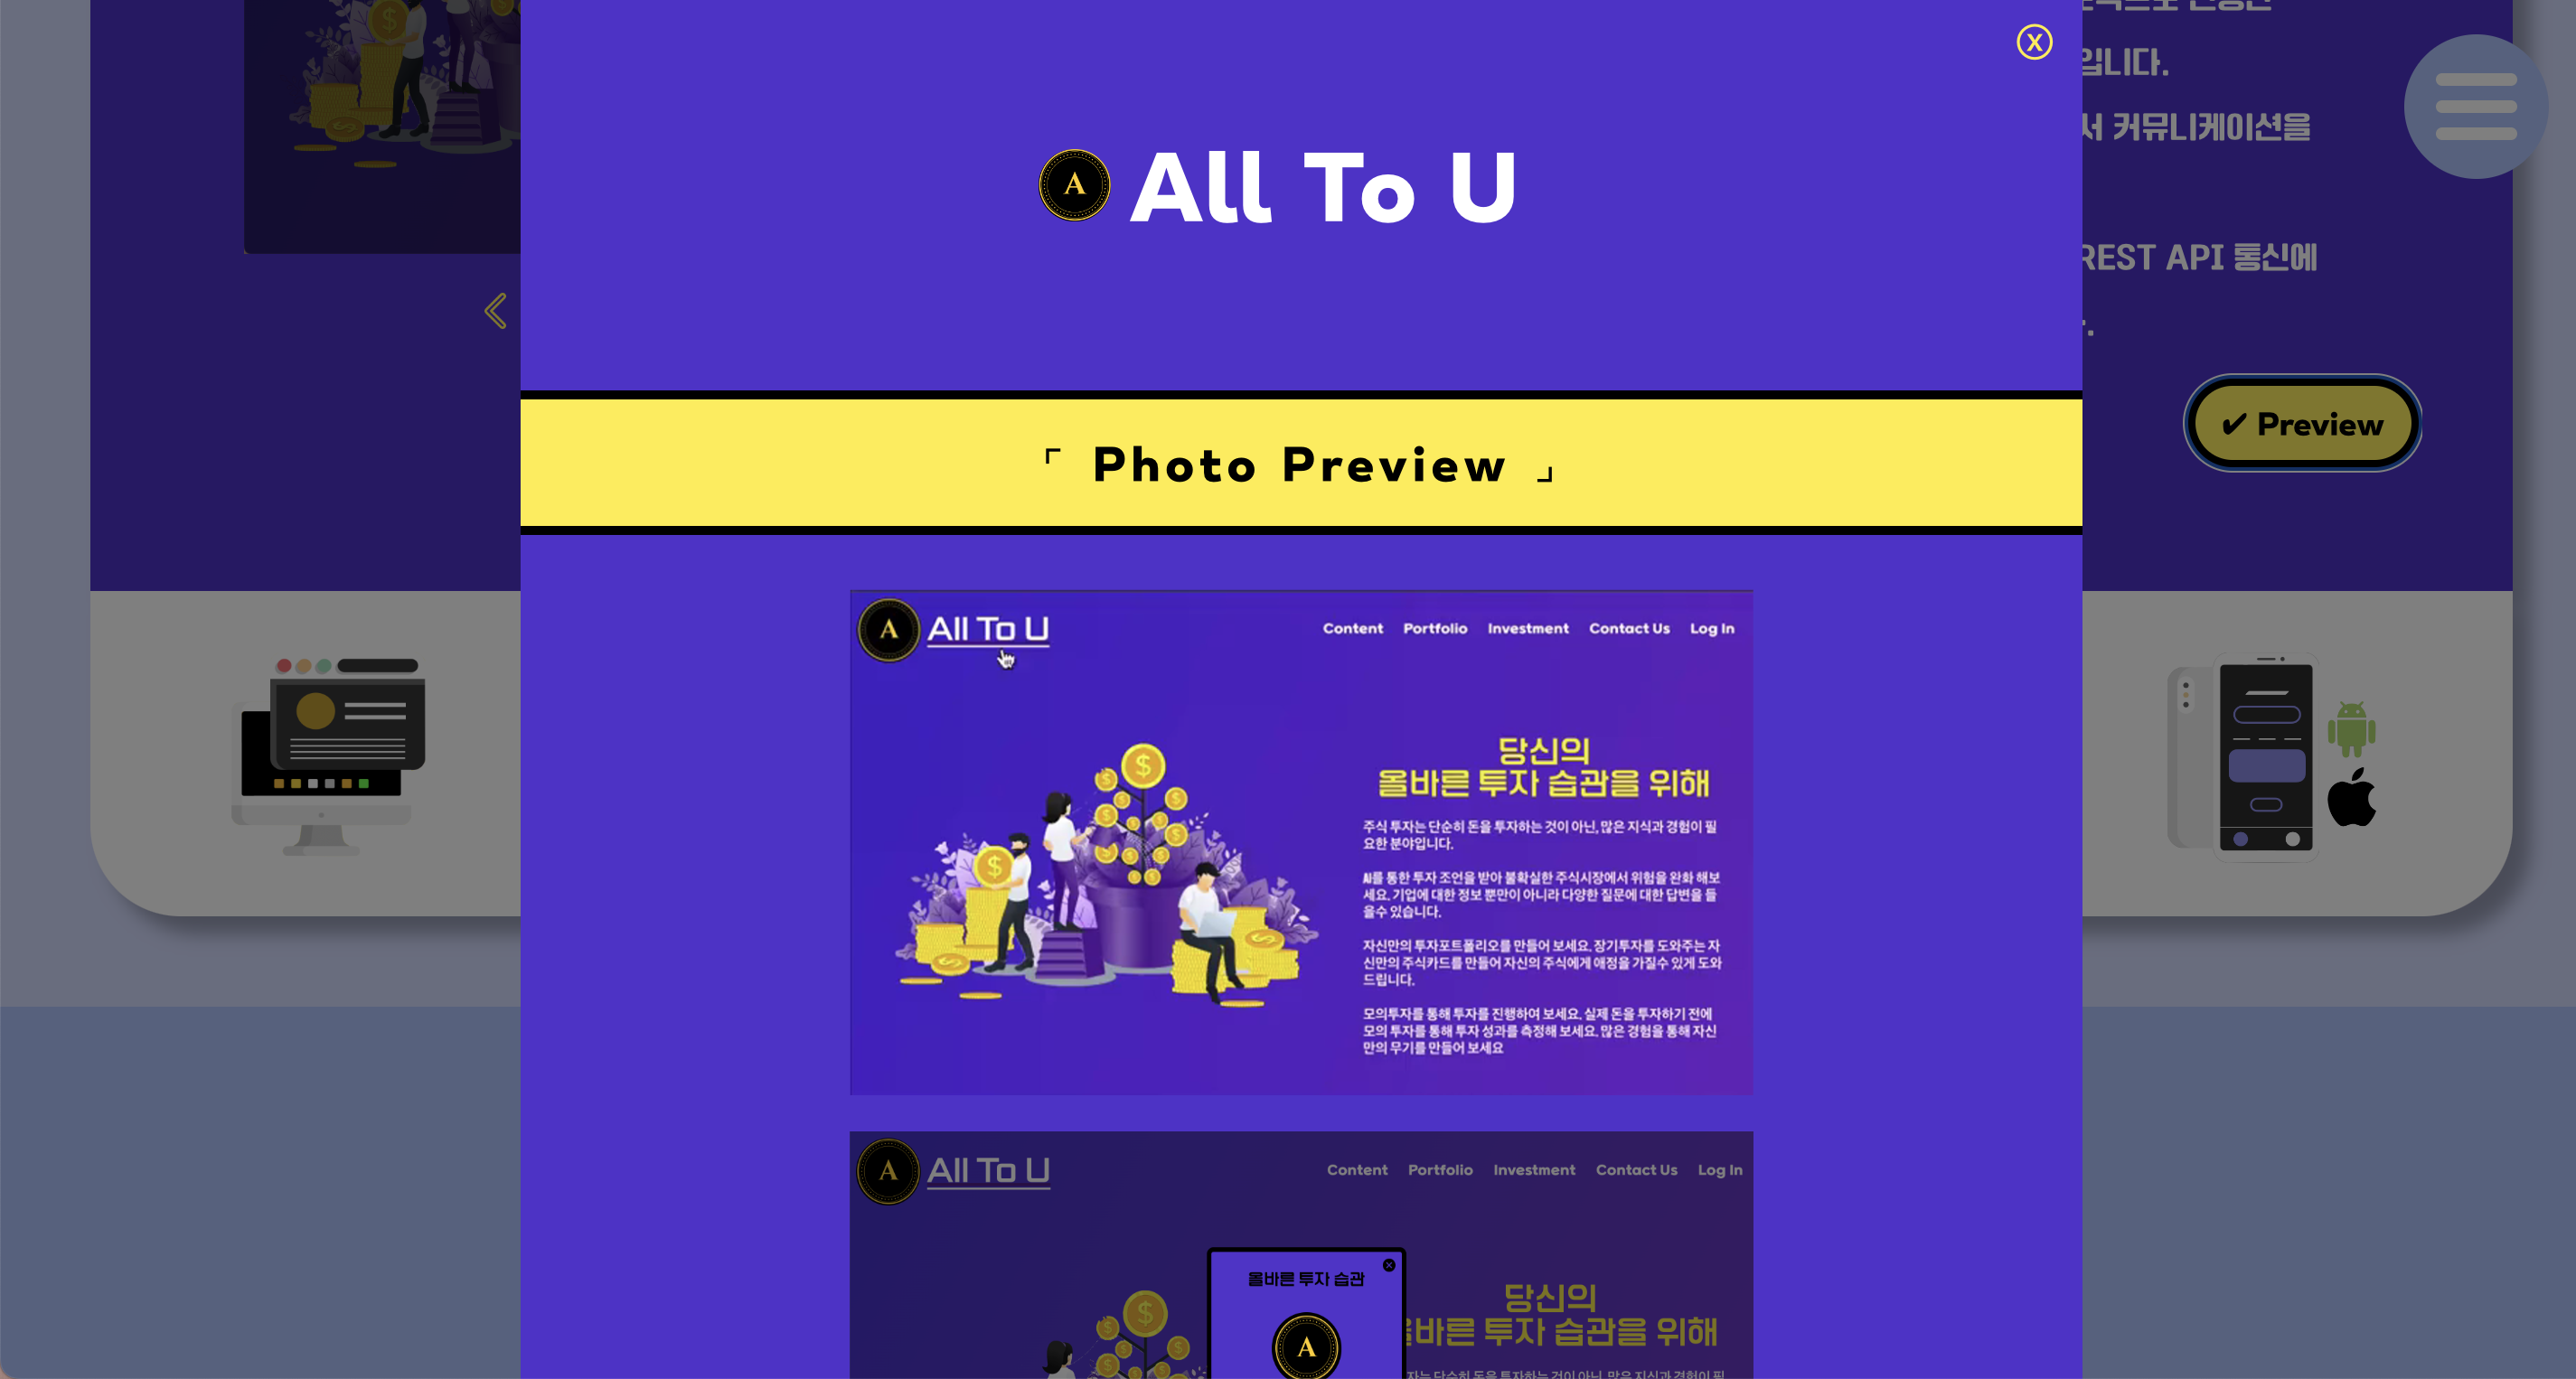 입니다.
서 커뮤니케이션을
REST API 통신에
✔ Preview
X
A All To U
「 Photo Preview 」
A All To U
Content Portfolio Investment Contact Us Log In
당신의
올바른 투자 습관을 위해
주식 투자는 단순히 돈을 투자하는 것이 아닌, 많은 지식과 경험이 필
요한 분야입니다.
AI를 통한 투자 조언을 받아 불확실한 주식시장에서 위험을 완화 해보
세요. 기업에 대한 정보 뿐만이 아니라 다양한 질문에 대한 답변을 들
을수 있습니다.
자신만의 투자포트폴리오를 만들어 보세요. 장기투자를 도와주는 자
신만의 주식카드를 만들어 자신의 주식에게 애정을 가질수 있게 도와
드립니다.
모의투자를 통해 투자를 진행하여 보세요. 실제 돈을 투자하기 전에
모의 투자를 통해 투자 성과를 측정해 보세요. 많은 경험을 통해 자신
만의 무기를 만들어 보세요
A All To U
Content Portfolio Investment Contact Us Log In
올바른 투자 습관
A
당신의
올바른 투자 습관을 위해